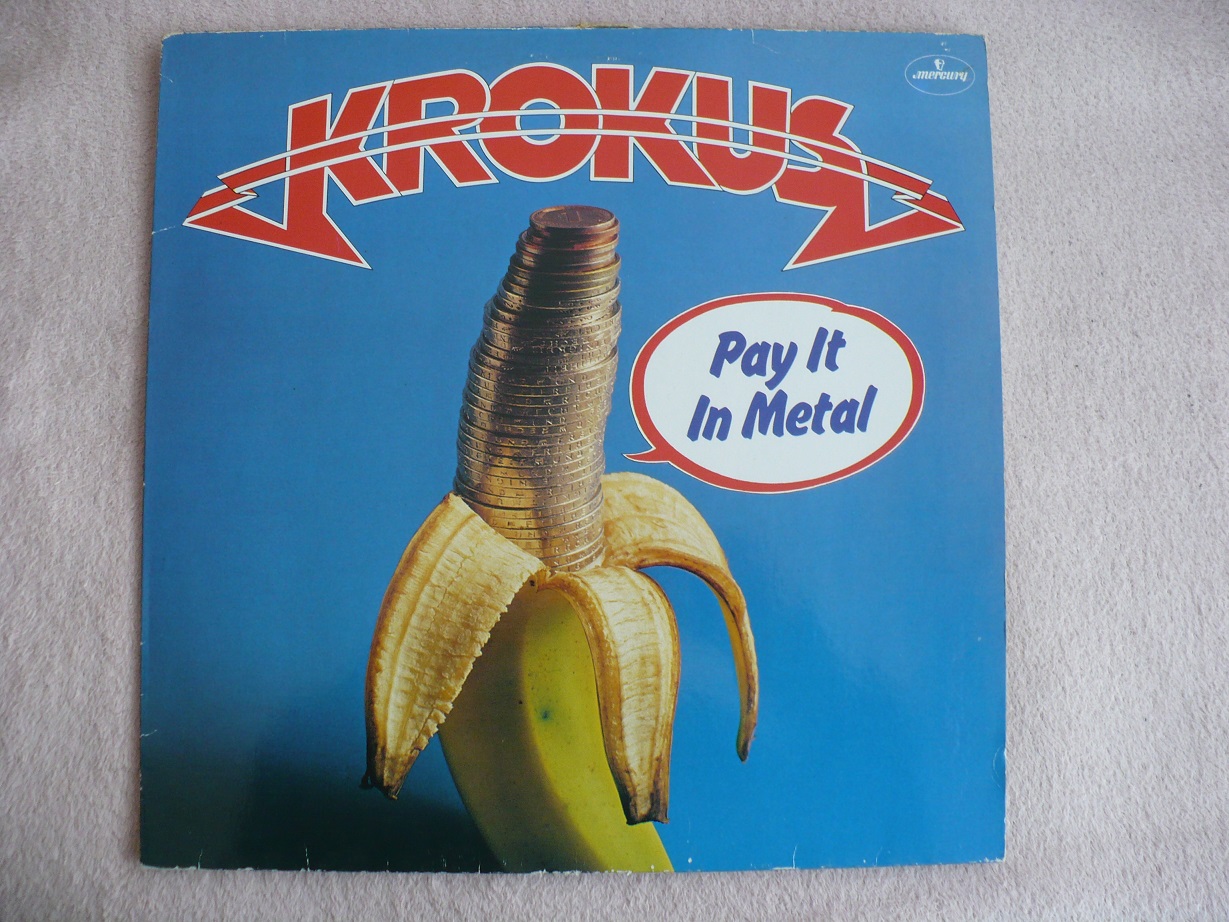 KROKUS
mercury
Pay It
In Metal